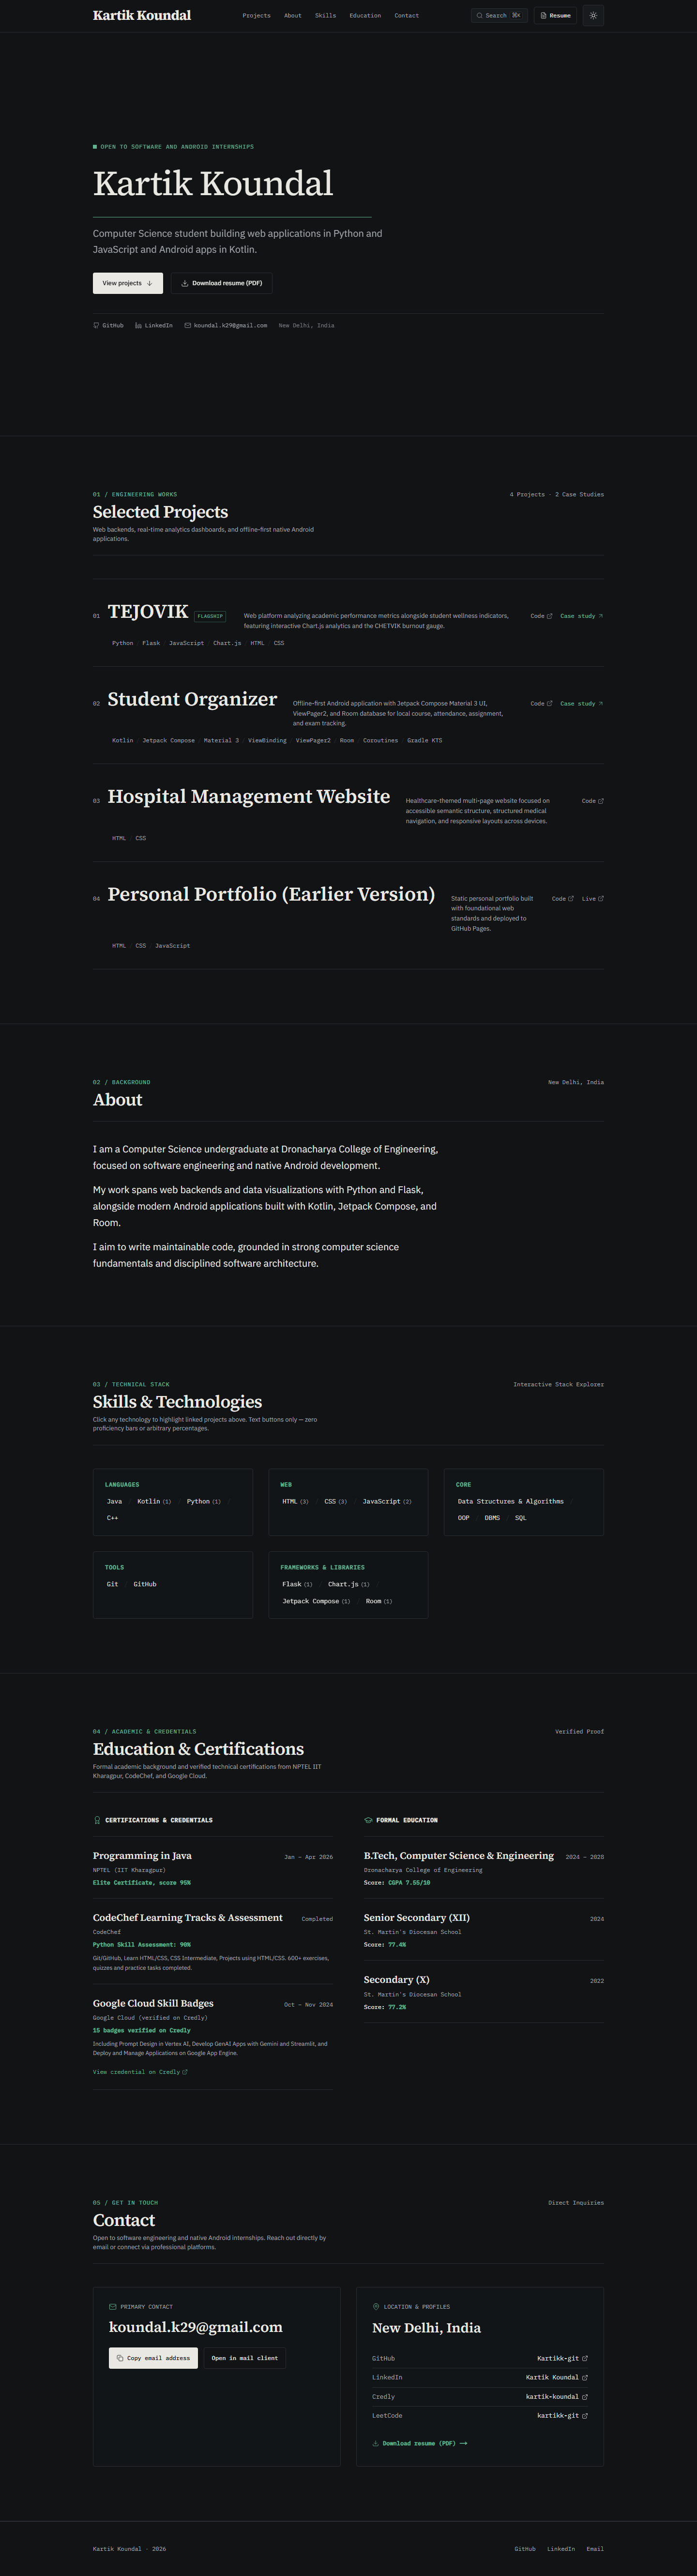 Kartik Koundal
Projects About Skills Education Contact
Search ⌘K
Resume
OPEN TO SOFTWARE AND ANDROID INTERNSHIPS
Kartik Koundal
Computer Science student building web applications in Python and
JavaScript and Android apps in Kotlin.
View projects ↓
Download resume (PDF)
GitHub LinkedIn koundal.k29@gmail.com New Delhi, India
01 / ENGINEERING WORKS
4 Projects · 2 Case Studies
Selected Projects
Web backends, real-time analytics dashboards, and offline-first native Android
applications.
01 TEJOVIK FLAGSHIP
Web platform analyzing academic performance metrics alongside student wellness indicators,
featuring interactive Chart.js analytics and the CHETVIK burnout gauge.
Code Case study
Python / Flask / JavaScript / Chart.js / HTML / CSS
02 Student Organizer
Offline-first Android application with Jetpack Compose Material 3 UI,
ViewPager2, and Room database for local course, attendance, assignment,
and exam tracking.
Code Case study
Kotlin / Jetpack Compose / Material 3 / ViewBinding / ViewPager2 / Room / Coroutines / Gradle KTS
03 Hospital Management Website
Healthcare-themed multi-page website focused on
accessible semantic structure, structured medical
navigation, and responsive layouts across devices.
Code
HTML / CSS
04 Personal Portfolio (Earlier Version)
Static personal portfolio built
with foundational web
standards and deployed to
GitHub Pages.
Code Live
HTML / CSS / JavaScript
02 / BACKGROUND
New Delhi, India
About
I am a Computer Science undergraduate at Dronacharya College of Engineering,
focused on software engineering and native Android development.
My work spans web backends and data visualizations with Python and Flask,
alongside modern Android applications built with Kotlin, Jetpack Compose, and
Room.
I aim to write maintainable code, grounded in strong computer science
fundamentals and disciplined software architecture.
03 / TECHNICAL STACK
Interactive Stack Explorer
Skills & Technologies
Click any technology to highlight linked projects above. Text buttons only — zero
proficiency bars or arbitrary percentages.
LANGUAGES
Java / Kotlin (1) / Python (1) /
C++
WEB
HTML (3) / CSS (3) / JavaScript (2)
CORE
Data Structures & Algorithms /
OOP / DBMS / SQL
TOOLS
Git / GitHub
FRAMEWORKS & LIBRARIES
Flask (1) / Chart.js (1) /
Jetpack Compose (1) / Room (1)
04 / ACADEMIC & CREDENTIALS
Verified Proof
Education & Certifications
Formal academic background and verified technical certifications from NPTEL IIT
Kharagpur, CodeChef, and Google Cloud.
CERTIFICATIONS & CREDENTIALS
Programming in Java
Jan – Apr 2026
NPTEL (IIT Kharagpur)
Elite Certificate, score 95%
CodeChef Learning Tracks & Assessment
Completed
CodeChef
Python Skill Assessment: 90%
Git/GitHub, Learn HTML/CSS, CSS Intermediate, Projects using HTML/CSS. 600+ exercises,
quizzes and practice tasks completed.
Google Cloud Skill Badges
Oct – Nov 2024
Google Cloud (verified on Credly)
15 badges verified on Credly
Including Prompt Design in Vertex AI, Develop GenAI Apps with Gemini and Streamlit, and
Deploy and Manage Applications on Google App Engine.
View credential on Credly
FORMAL EDUCATION
B.Tech, Computer Science & Engineering
2024 – 2028
Dronacharya College of Engineering
Score: CGPA 7.55/10
Senior Secondary (XII)
2024
St. Martin's Diocesan School
Score: 77.4%
Secondary (X)
2022
St. Martin's Diocesan School
Score: 77.2%
05 / GET IN TOUCH
Direct Inquiries
Contact
Open to software engineering and native Android internships. Reach out directly by
email or connect via professional platforms.
PRIMARY CONTACT
koundal.k29@gmail.com
Copy email address
Open in mail client
LOCATION & PROFILES
New Delhi, India
GitHub Kartikk-git
LinkedIn Kartik Koundal
Credly kartik-koundal
LeetCode kartikk-git
Download resume (PDF) ⟶
Kartik Koundal · 2026
GitHub LinkedIn Email